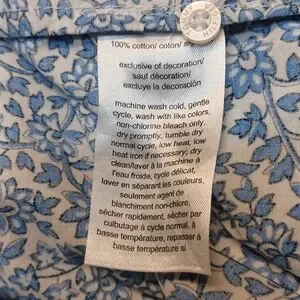 100% cotton/ coton/
exclusive of decoration/
sauf décoration/
exclusive la decoración
machine wash cold, gentle
cycle, wash with like colors,
non-chlorine bleach only,
dry promptly, tumble dry
normal cycle, low heat, low
heat iron if necessary, dry
clean/laver à la machine à
l'eau froide, cycle délicat,
laver en séparant les couleurs,
seulement agent de
blanchiment non-chlore,
sécher rapidement, sécher par
culbutage à cycle normal, à
basse température, repasser à
basse température si